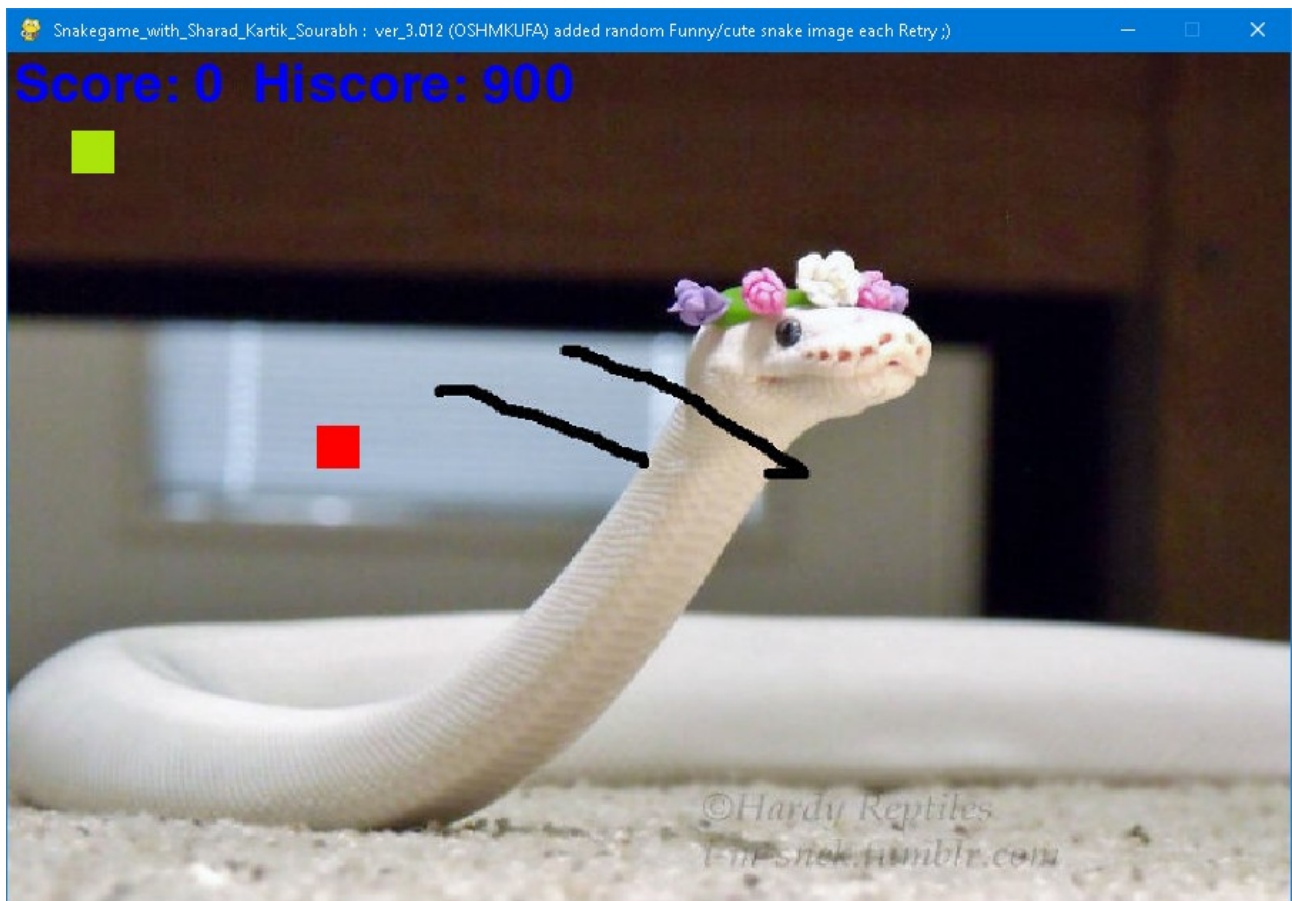 Snakegame_with_Sharad_Kartik_Sourabh : ver_3.012 (OSHMKUFA) added random Funny/cute snake image each Retry ;)
Score: 0 Hiscore: 900
©Hardy Reptiles